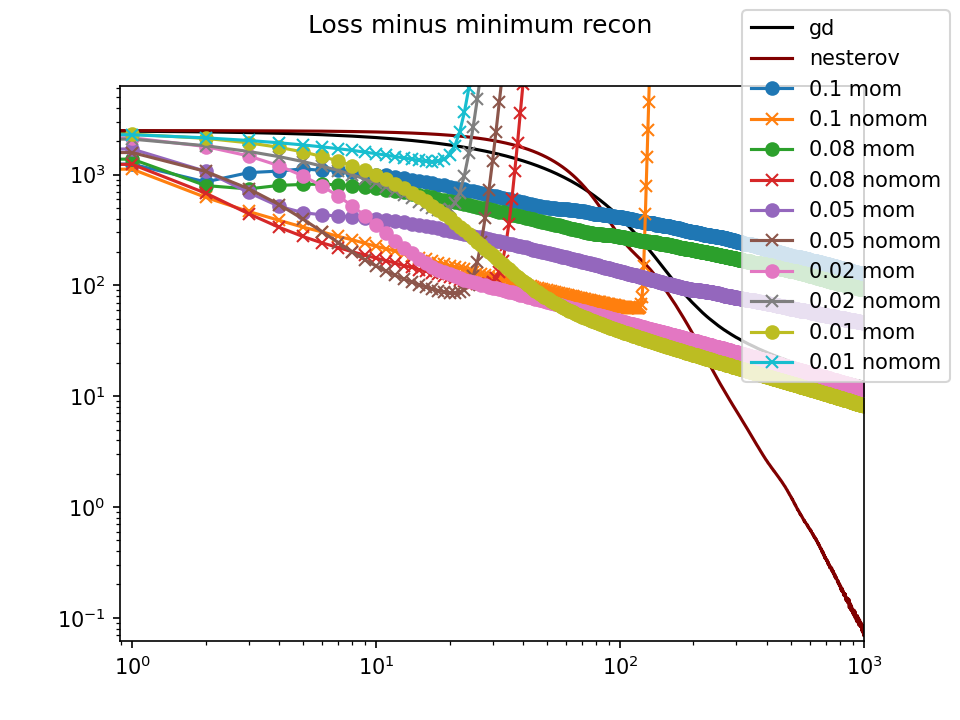 Loss minus minimum recon
gd
nesterov
0.1 mom
0.1 nomom
0.08 mom
0.08 nomom
0.05 mom
0.05 nomom
0.02 mom
0.02 nomom
0.01 mom
0.01 nomom
10³
10²
10¹
10⁰
10⁻¹
10⁰ 10¹ 10² 10³